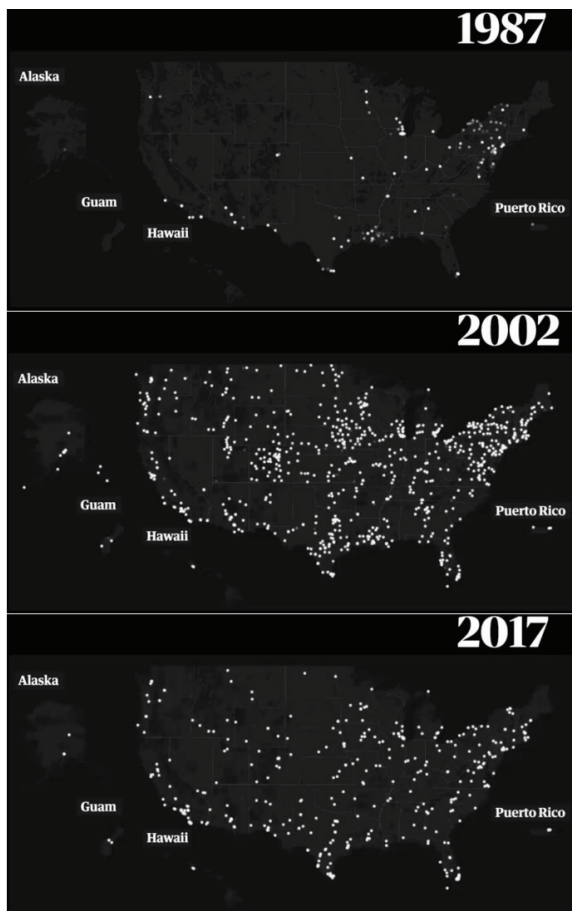 1987
Alaska
Guam
Puerto Rico
Hawaii
2002
Alaska
Guam
Puerto Rico
Hawaii
2017
Alaska
Guam
Puerto Rico
Hawaii